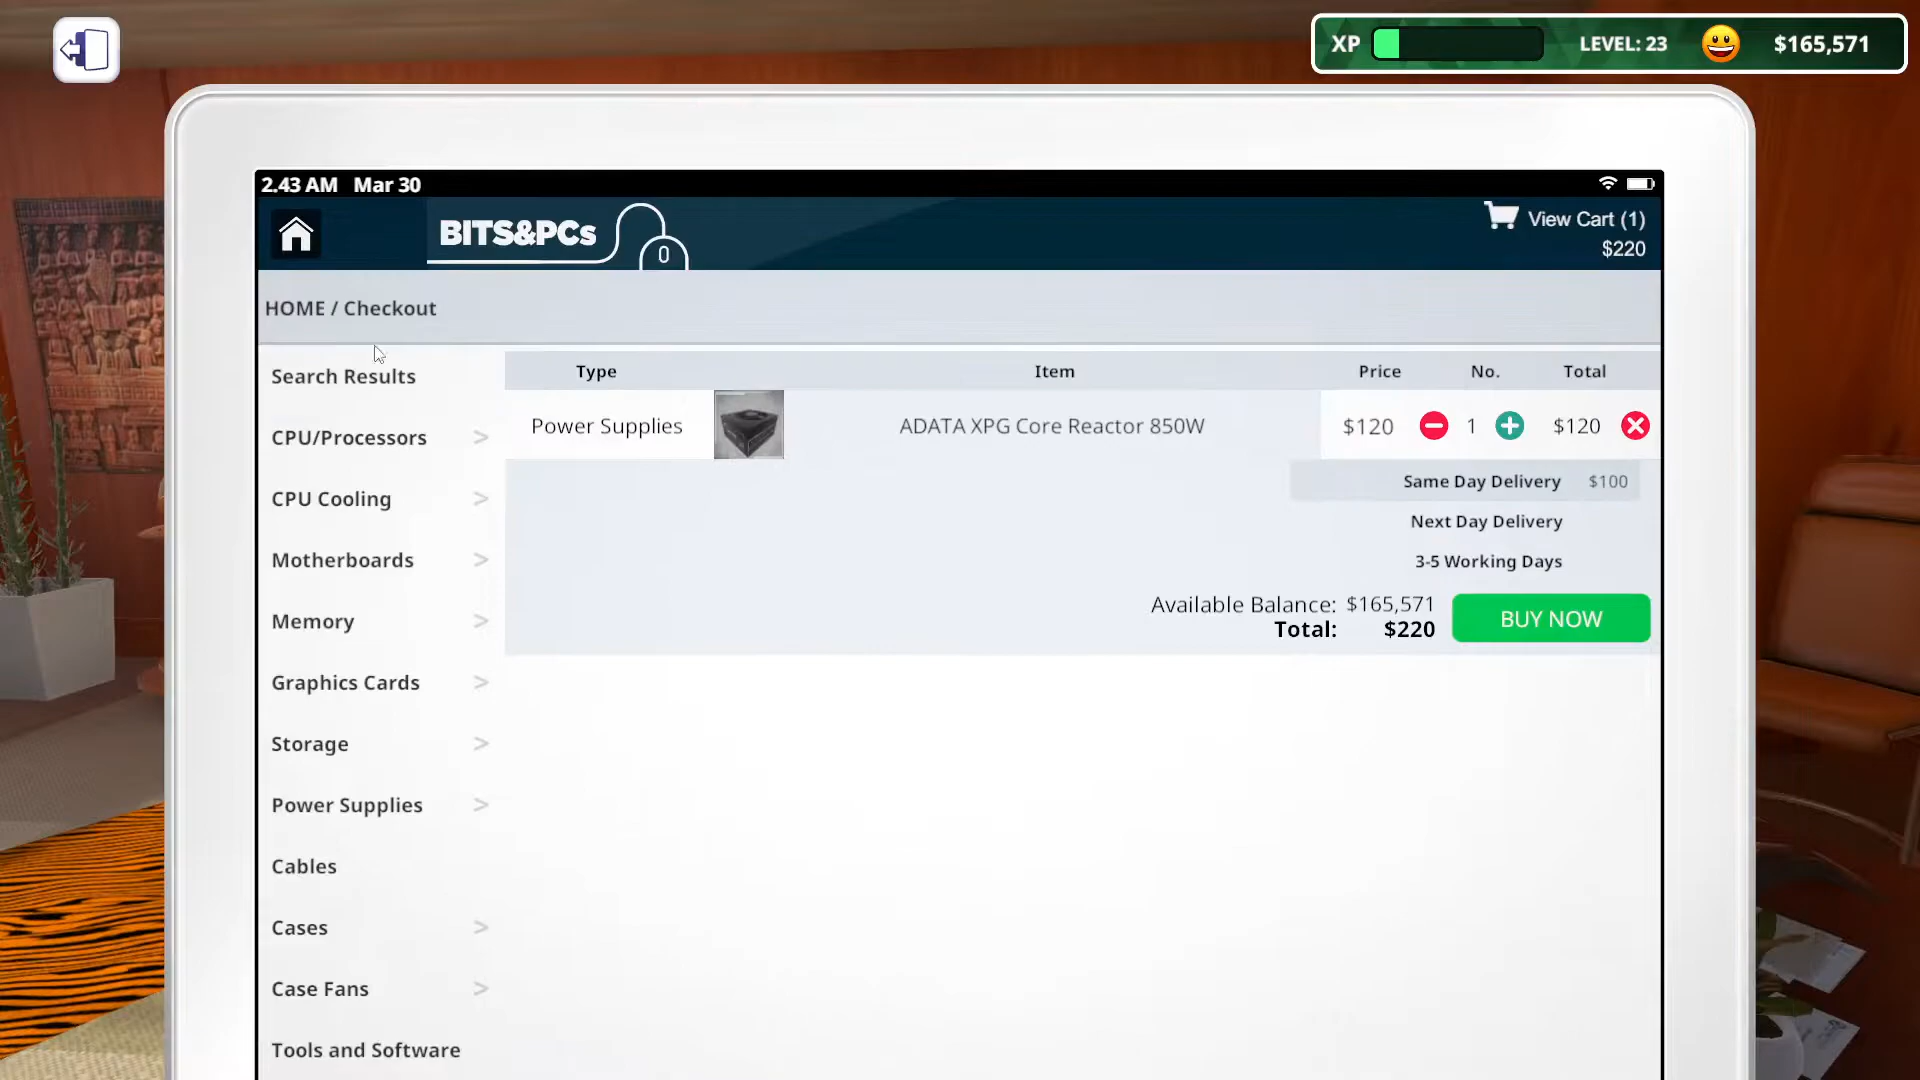 XP LEVEL: 23 $165,571
2.43 AM Mar 30
BITS&PCs
View Cart (1)
$220
HOME / Checkout
Search Results
CPU/Processors >
CPU Cooling >
Motherboards >
Memory >
Graphics Cards >
Storage >
Power Supplies >
Cables
Cases >
Case Fans >
Tools and Software
Type Item Price No. Total
Power Supplies ADATA XPG Core Reactor 850W $120 1 $120
Same Day Delivery $100
Next Day Delivery
3-5 Working Days
Available Balance: $165,571
Total: $220
BUY NOW